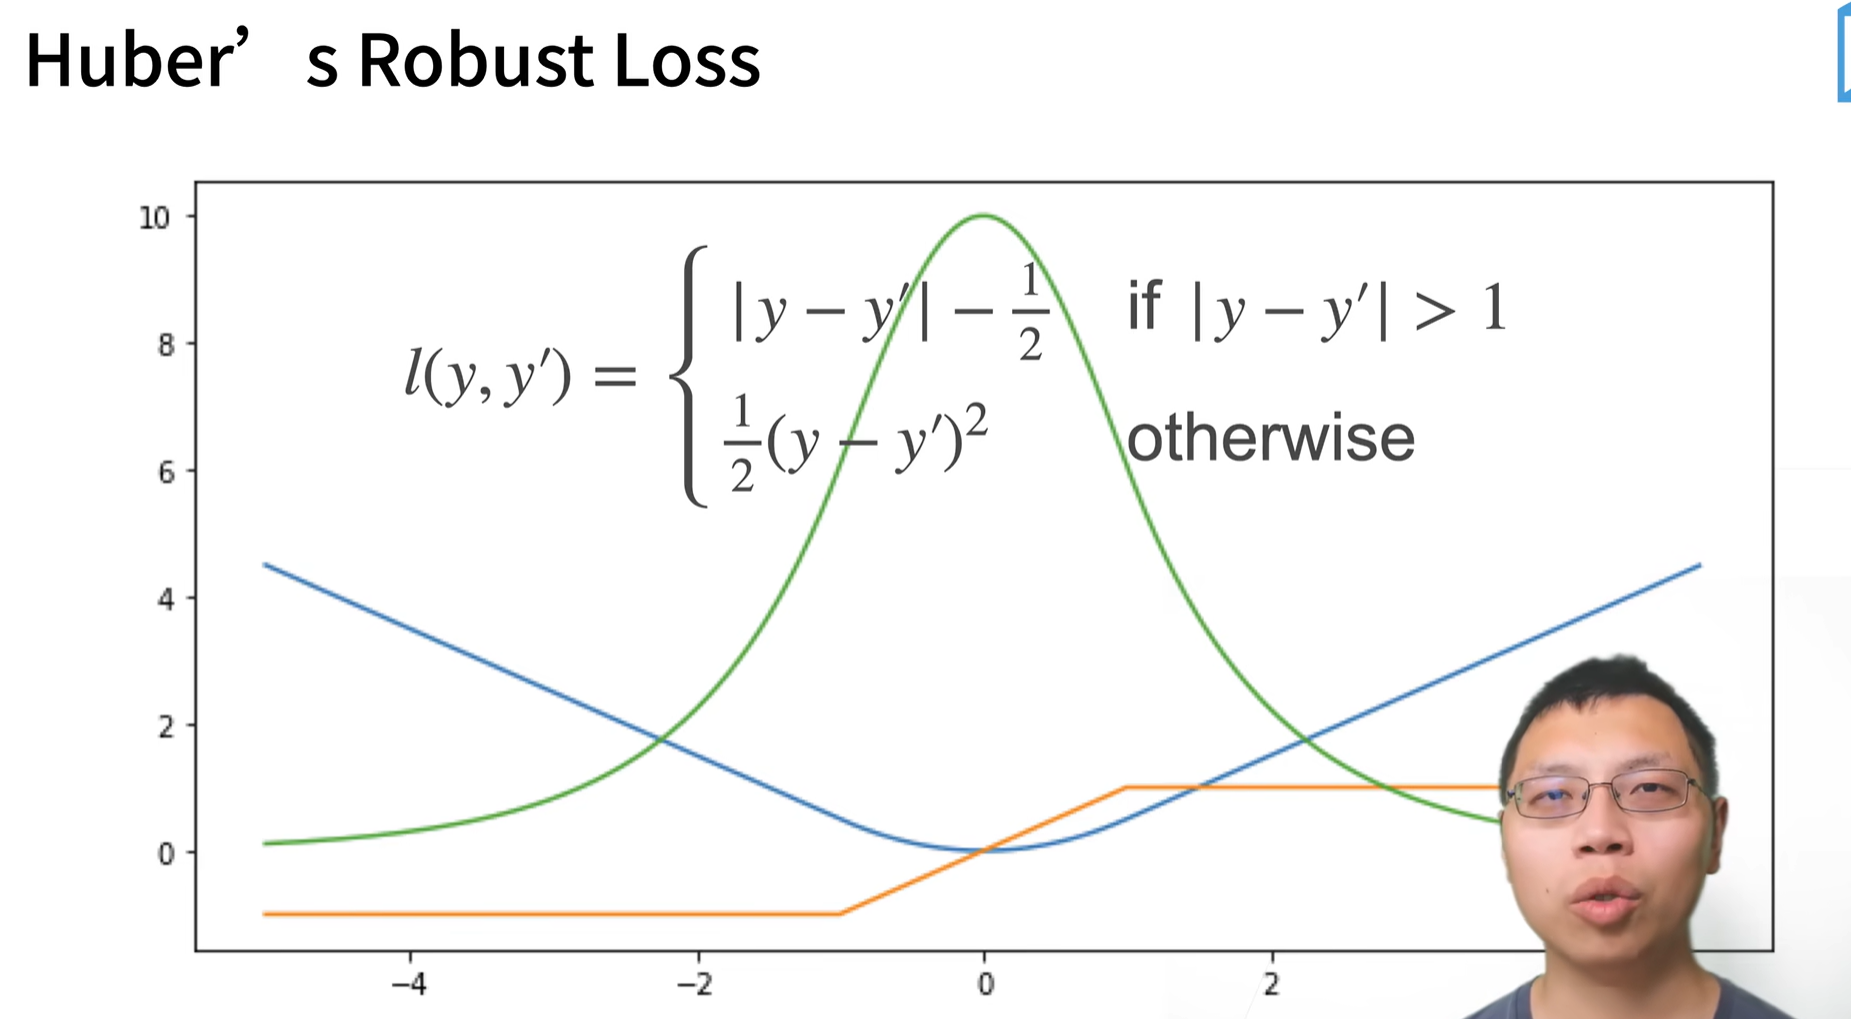 Huber’s Robust Loss
10
8
6
4
2
0
l(y, y′) = { |y − y′| − 1/2 if |y − y′| > 1
1/2(y − y′)² otherwise
−4 −2 0 2